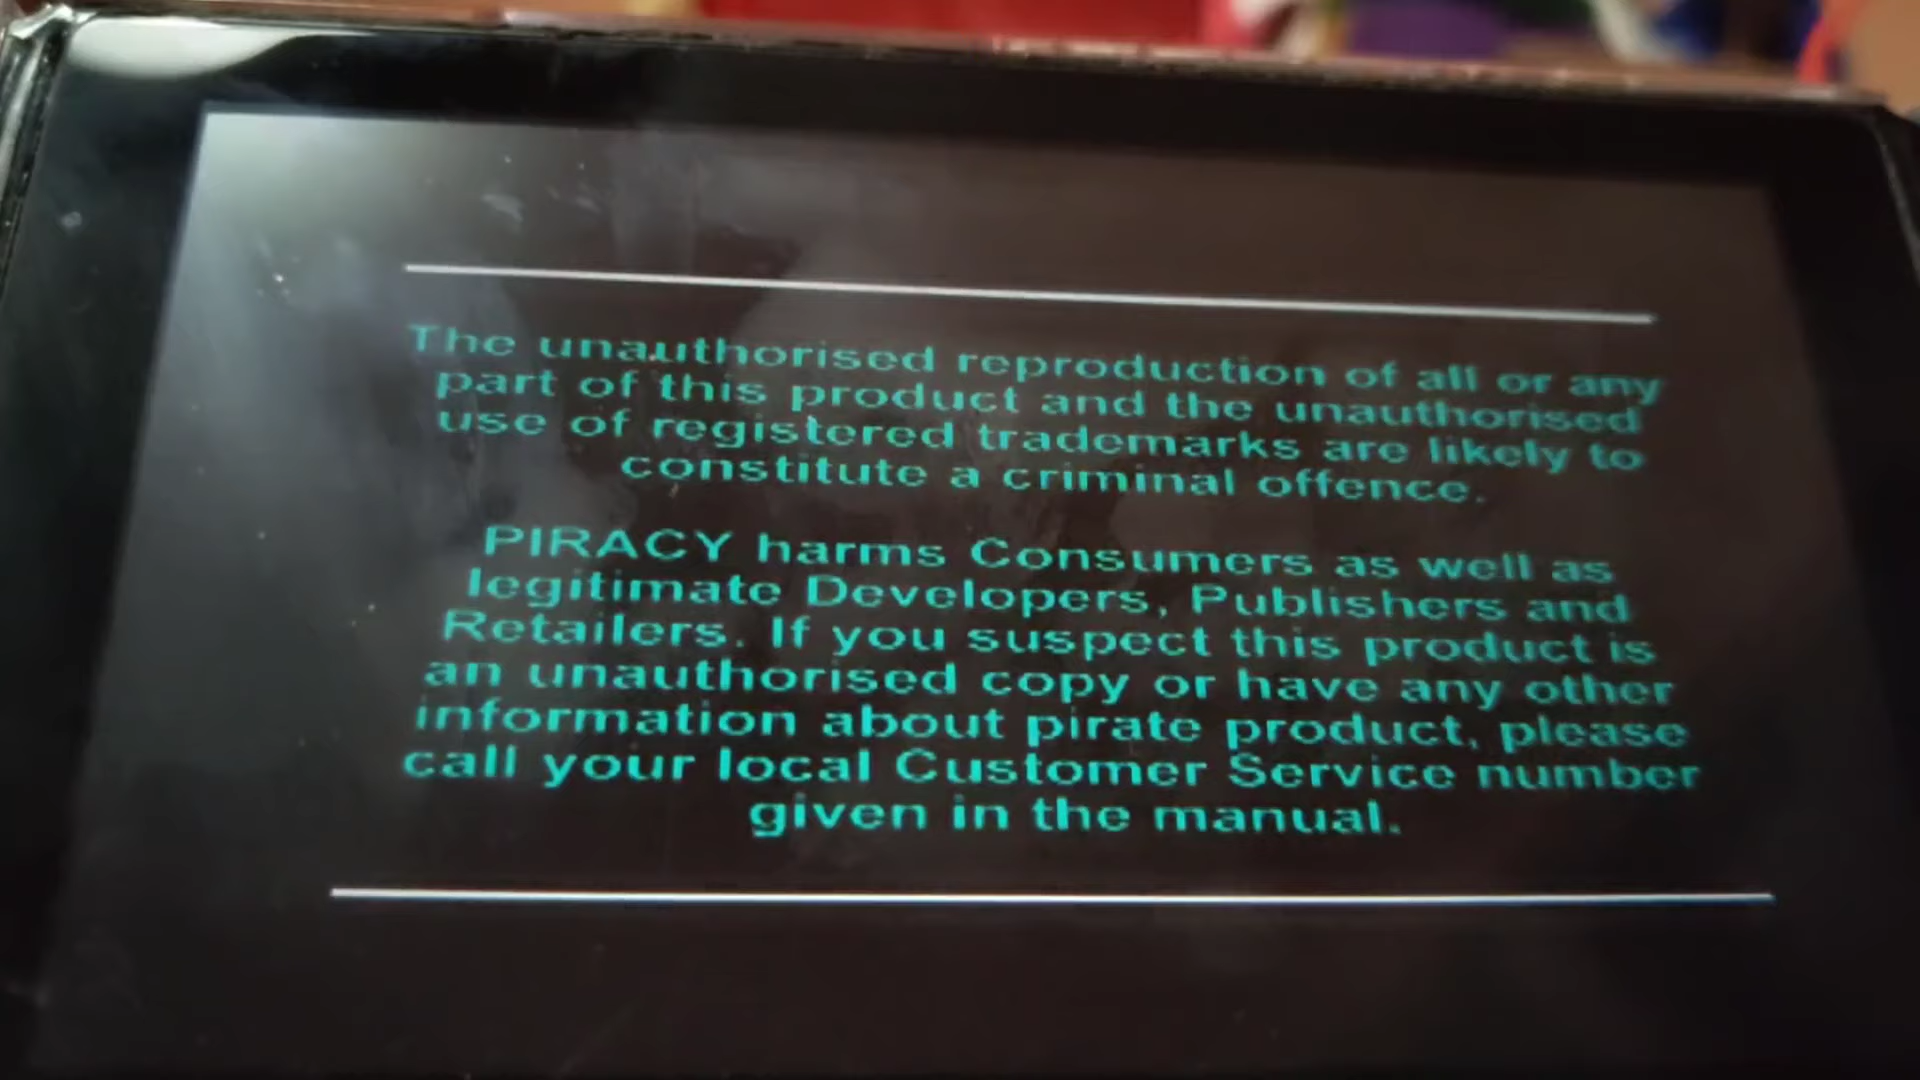 The unauthorised reproduction of all or any
part of this product and the unauthorised
use of registered trademarks are likely to
constitute a criminal offence.
PIRACY harms Consumers as well as
legitimate Developers, Publishers and
Retailers. If you suspect this product is
an unauthorised copy or have any other
information about pirate product, please
call your local Customer Service number
given in the manual.